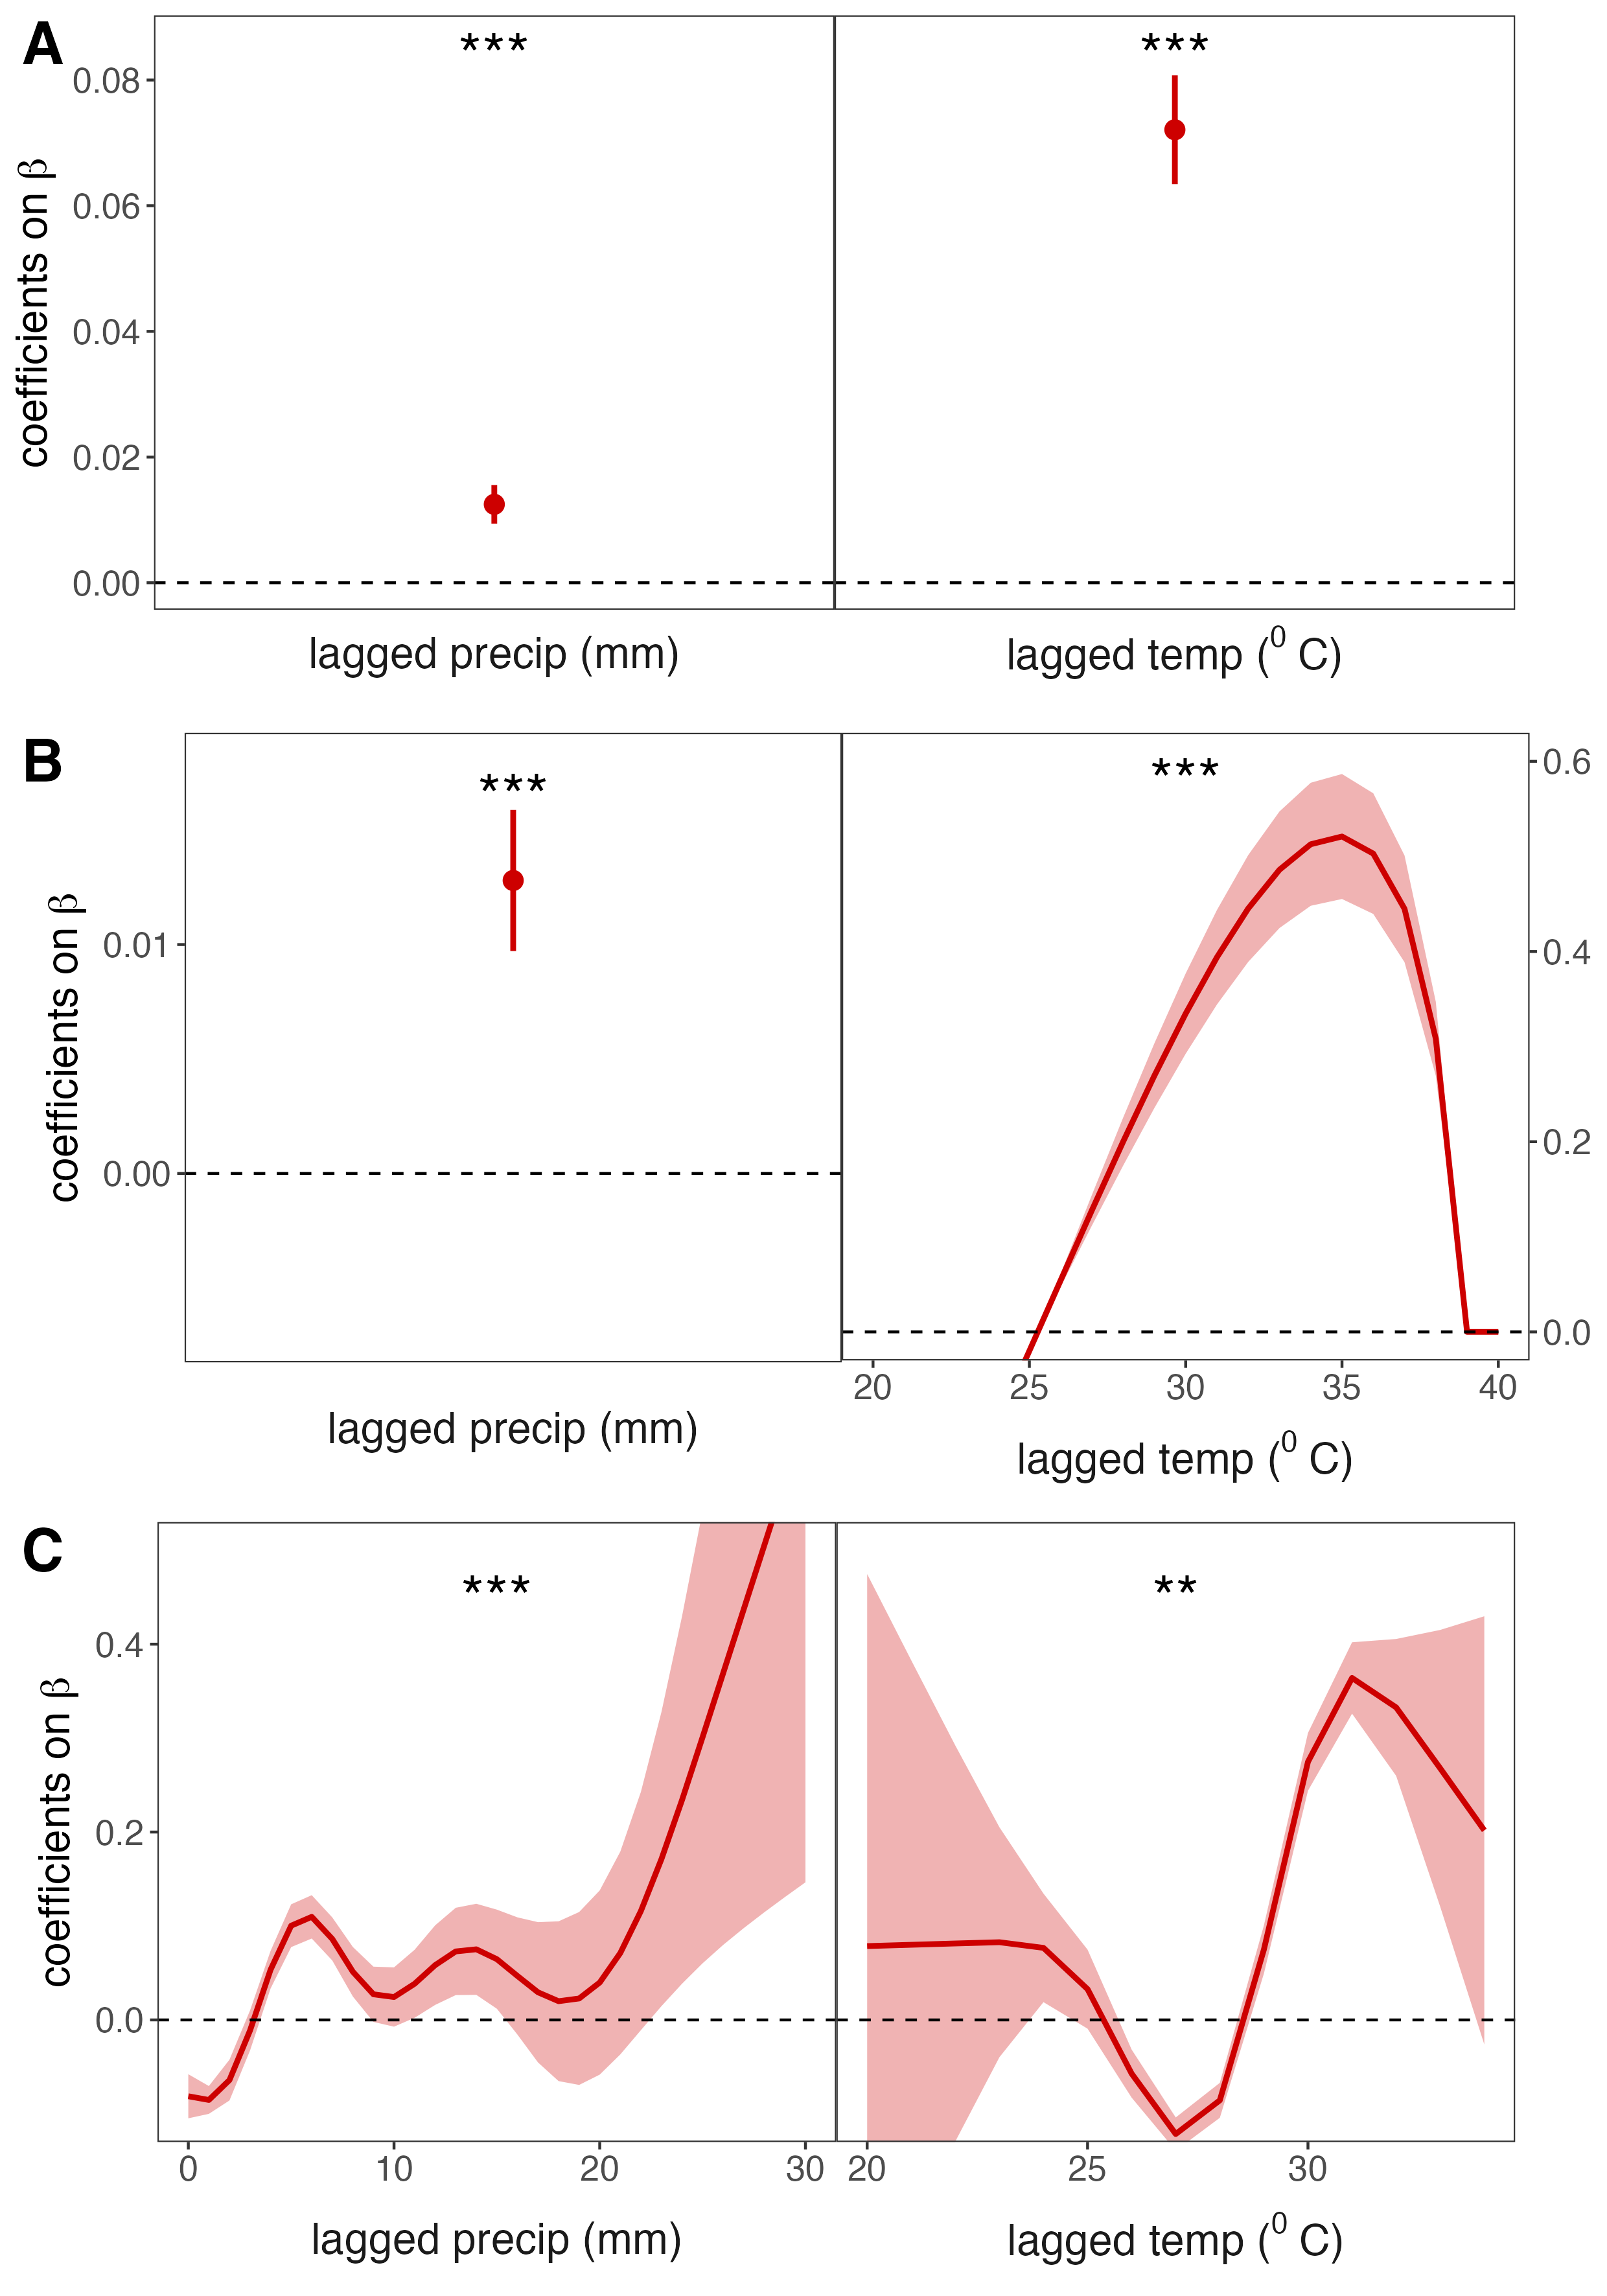 A
*** ***
0.08
0.06
0.04
0.02
0.00
coefficients on β
lagged precip (mm) lagged temp (⁰ C)
B
*** ***
0.01
0.00
coefficients on β
0.6
0.4
0.2
0.0
20 25 30 35 40
lagged precip (mm) lagged temp (⁰ C)
C
*** **
0.4
0.2
0.0
coefficients on β
0 10 20 30 20 25 30
lagged precip (mm) lagged temp (⁰ C)